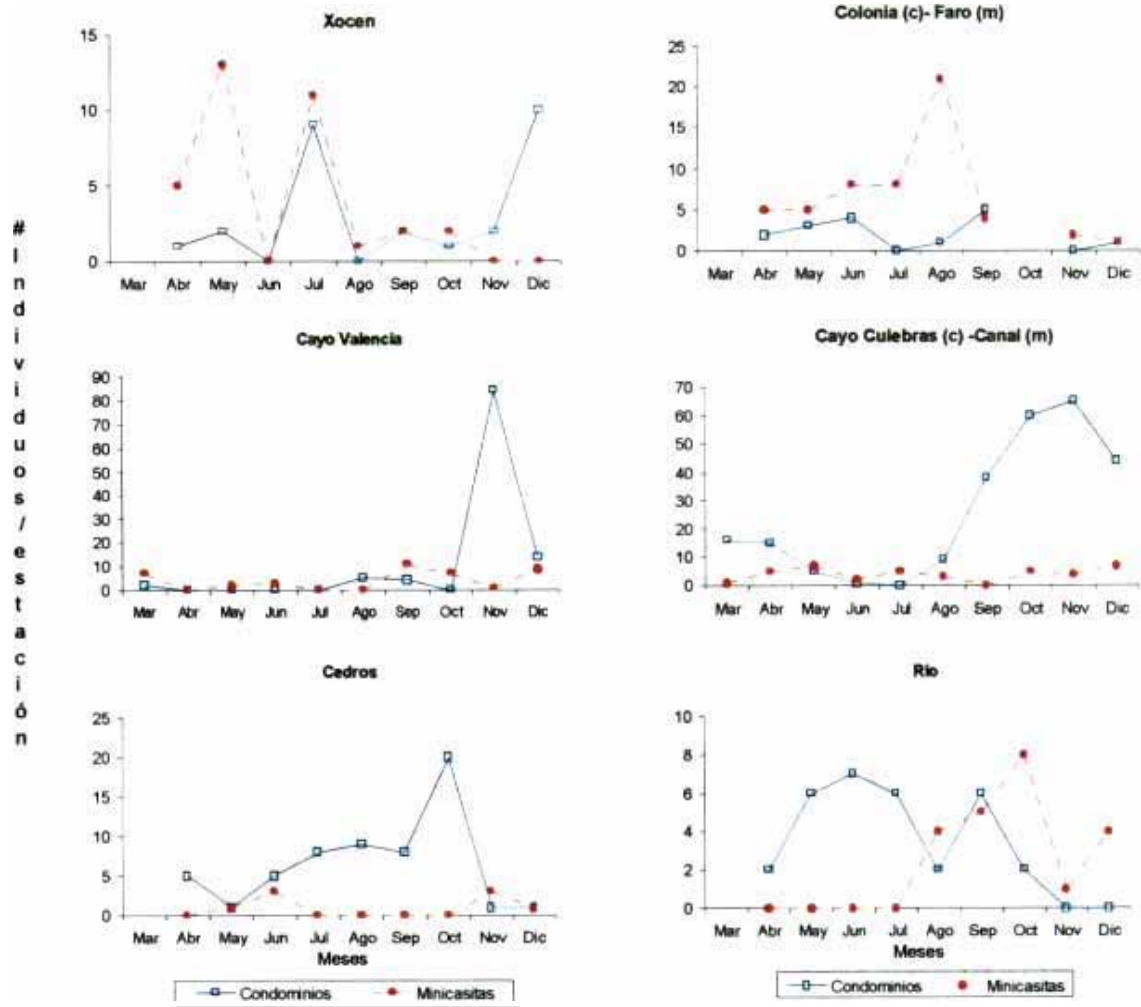 Xocen
15
10
5
0
Mar Abr May Jun Jul Ago Sep Oct Nov Dic
Colonia (c)- Faro (m)
25
20
15
10
5
0
Mar Abr May Jun Jul Ago Sep Oct Nov Dic
# Individuos/estación
Cayo Valencia
90
80
70
60
50
40
30
20
10
0
Mar Abr May Jun Jul Ago Sep Oct Nov Dic
Cayo Culebras (c) -Canal (m)
70
60
50
40
30
20
10
0
Mar Abr May Jun Jul Ago Sep Oct Nov Dic
Cedros
25
20
15
10
5
0
Mar Abr May Jun Jul Ago Sep Oct Nov Dic
Meses
Condominios Minicasitas
Río
10
8
6
4
2
0
Mar Abr May Jun Jul Ago Sep Oct Nov Dic
Meses
Condominios Minicasitas